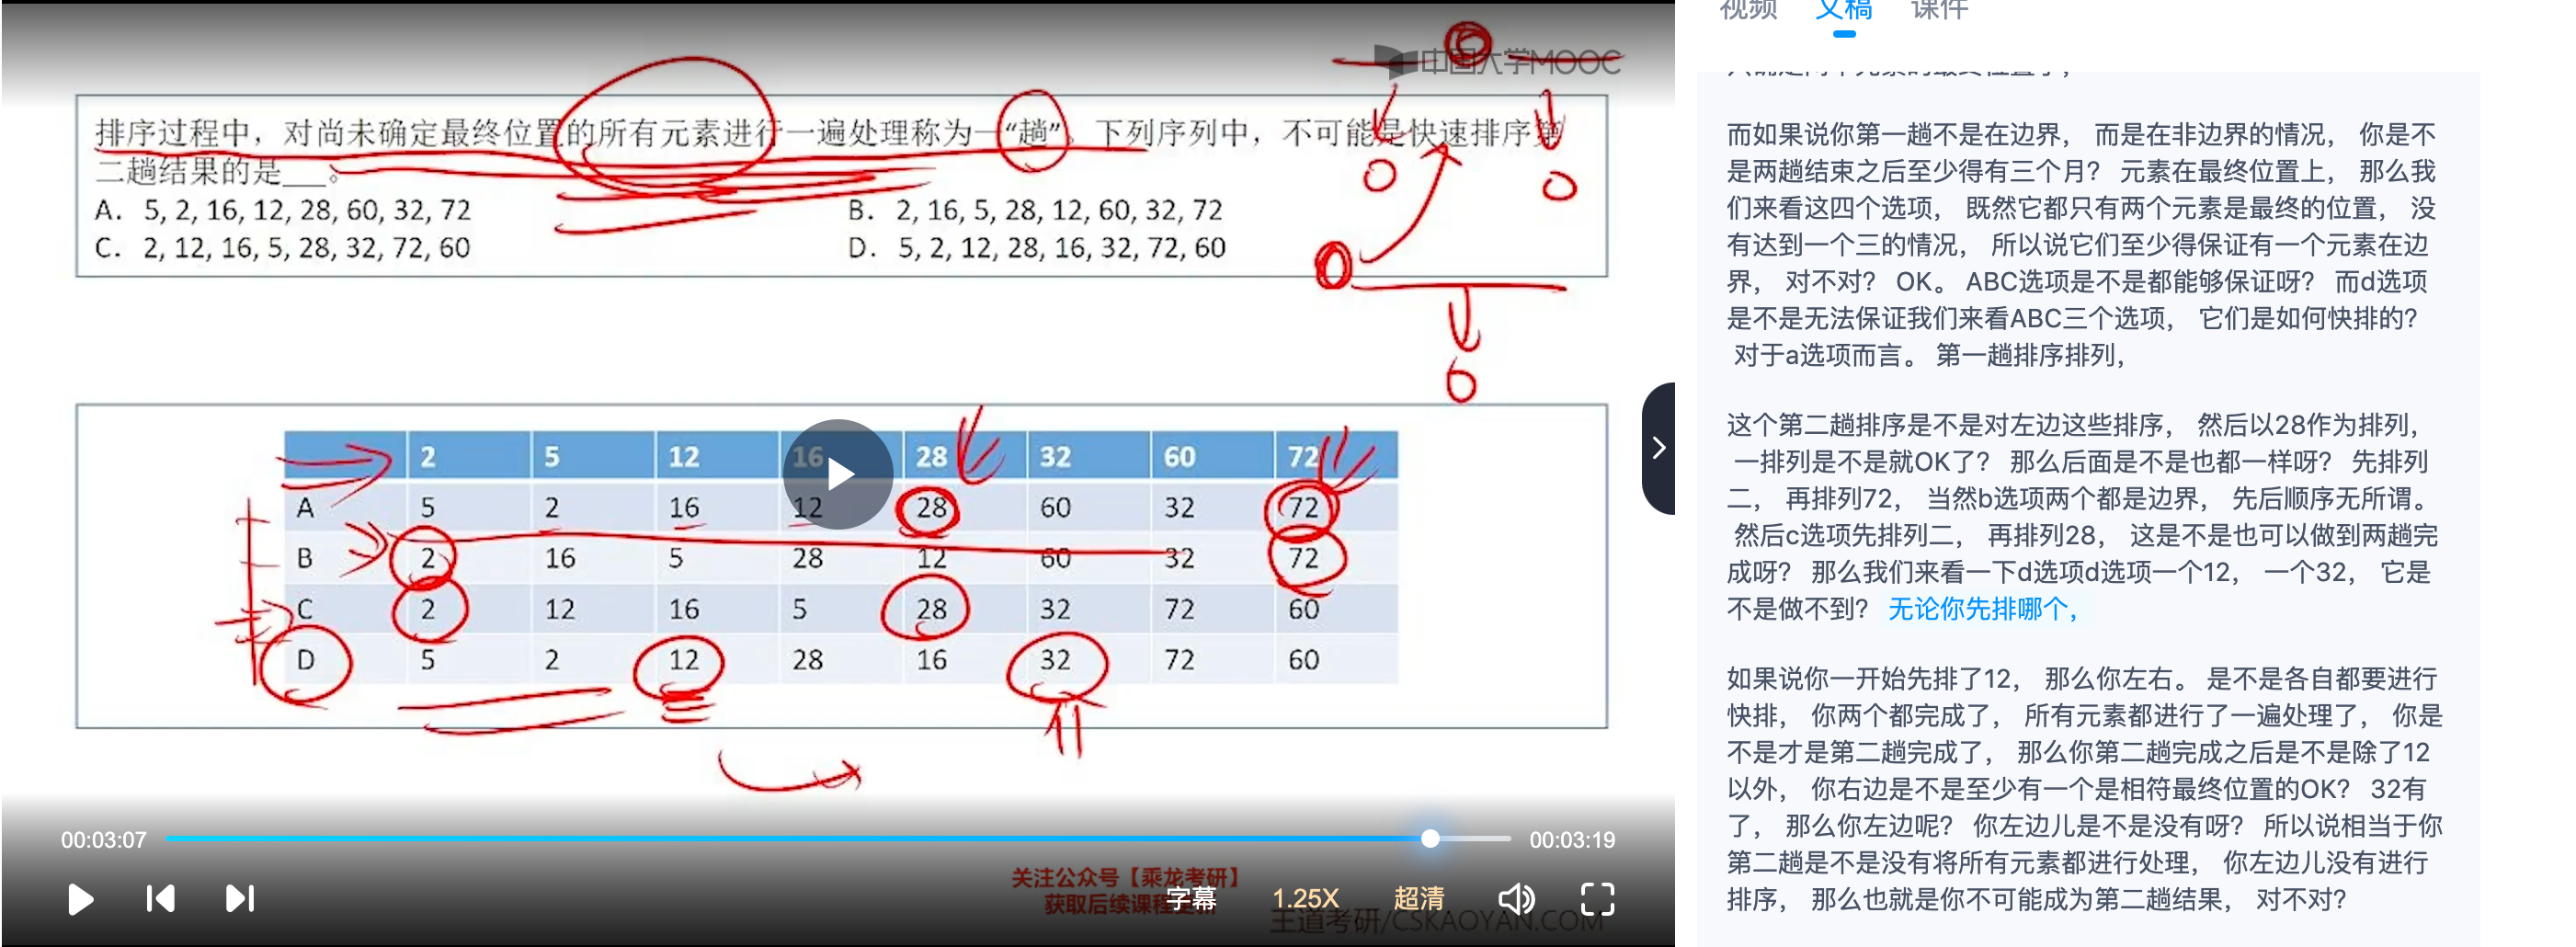 视频 文稿 课件
中国大学MOOC
排序过程中，对尚未确定最终位置的所有元素进行一遍处理称为一“趟”。下列序列中，不可能是快速排序第
二趟结果的是___。
A. 5, 2, 16, 12, 28, 60, 32, 72
B. 2, 16, 5, 28, 12, 60, 32, 72
C. 2, 12, 16, 5, 28, 32, 72, 60
D. 5, 2, 12, 28, 16, 32, 72, 60
2 5 12 16 28 32 60 72
A 5 2 16 12 28 60 32 72
B 2 16 5 28 12 60 32 72
C 2 12 16 5 28 32 72 60
D 5 2 12 28 16 32 72 60
00:03:07
00:03:19
关注公众号【乘龙考研】
获取后续课程更新
字幕 1.25X 超清
王道考研/CSKAOYAN.COM
而如果说你第一趟不是在边界， 而是在非边界的情况， 你是不
是两趟结束之后至少得有三个月？ 元素在最终位置上， 那么我
们来看这四个选项， 既然它都只有两个元素是最终的位置， 没
有达到一个三的情况， 所以说它们至少得保证有一个元素在边
界， 对不对？ OK。 ABC选项是不是都能够保证呀？ 而d选项
是不是无法保证我们来看ABC三个选项， 它们是如何快排的？
对于a选项而言。 第一趟排序排列，
这个第二趟排序是不是对左边这些排序， 然后以28作为排列，
一排列是不是就OK了？ 那么后面是不是也都一样呀？ 先排列
二， 再排列72， 当然b选项两个都是边界， 先后顺序无所谓。
然后c选项先排列二， 再排列28， 这是不是也可以做到两趟完
成呀？ 那么我们来看一下d选项d选项一个12， 一个32， 它是
不是做不到？ 无论你先排哪个，
如果说你一开始先排了12， 那么你左右。 是不是各自都要进行
快排， 你两个都完成了， 所有元素都进行了一遍处理了， 你是
不是才是第二趟完成了， 那么你第二趟完成之后是不是除了12
以外， 你右边是不是至少有一个是相符最终位置的OK？ 32有
了， 那么你左边呢？ 你左边儿是不是没有呀？ 所以说相当于你
第二趟是不是没有将所有元素都进行处理， 你左边儿没有进行
排序， 那么也就是你不可能成为第二趟结果， 对不对？